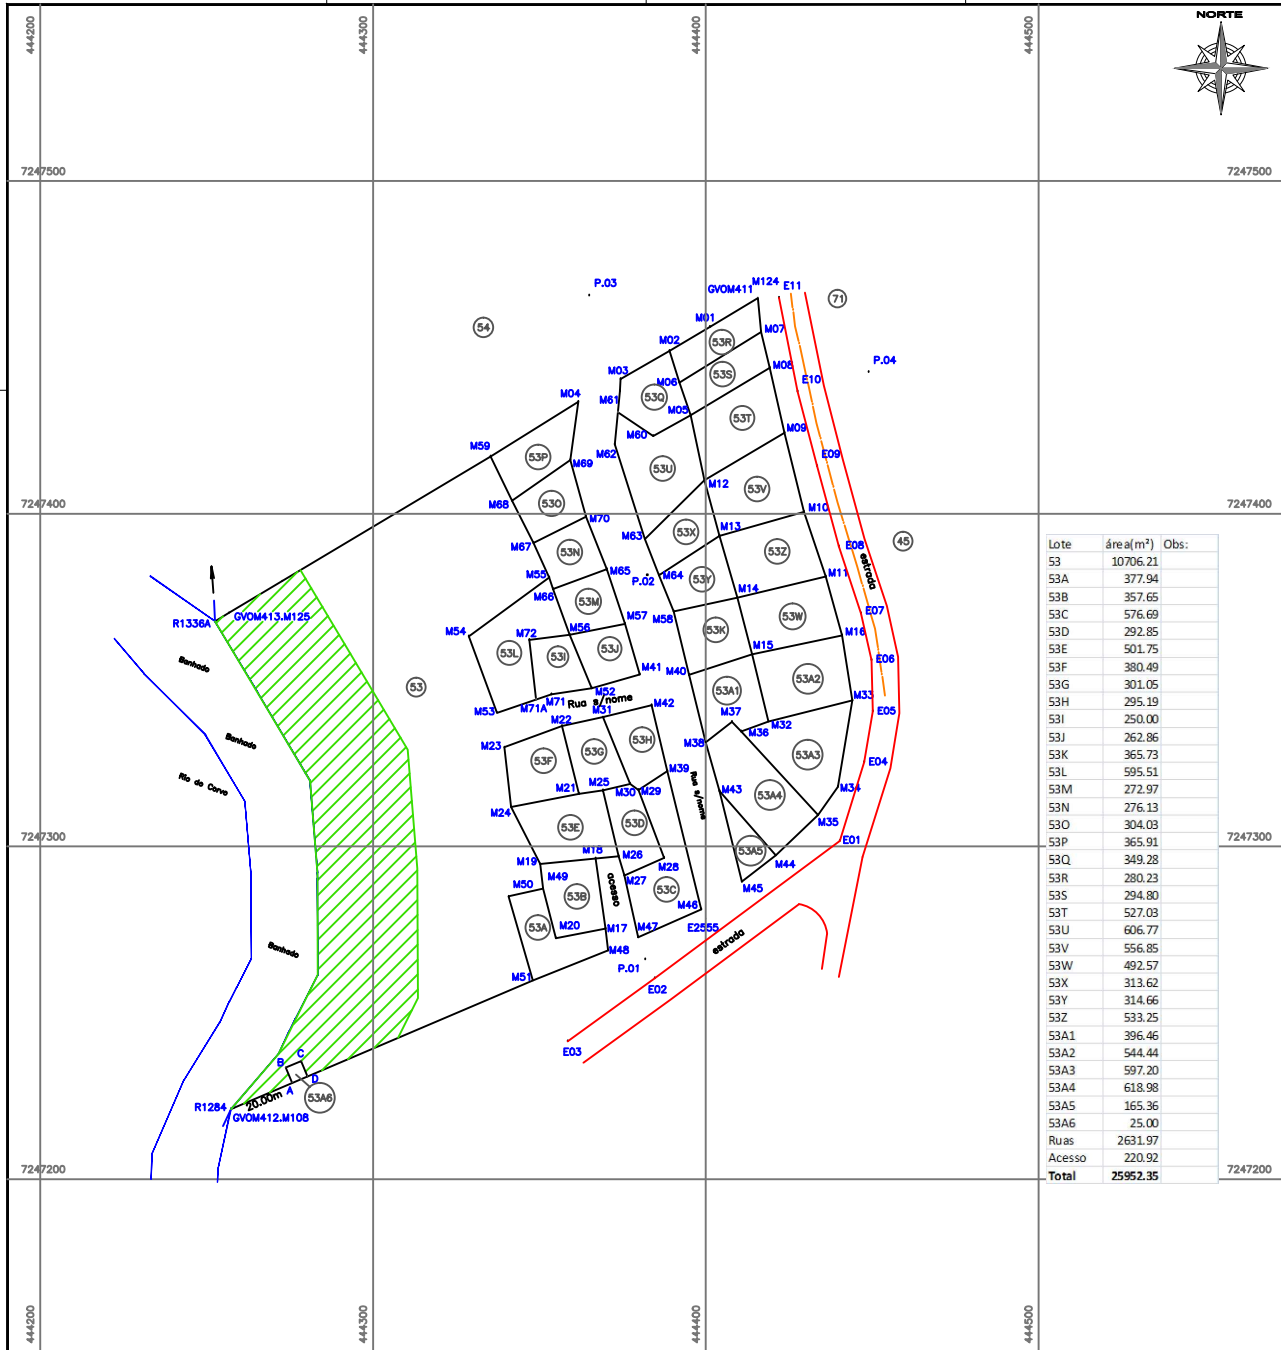 444200
444300
444400
444500
NORTE
7247500
7247500
P.03
M124
E11
GVOM411
71
54
M01
M07
M02
53R
P.04
M08
M03
M06
53S
E10
M04
M61
53Q
M05
53T
M60
M09
M59
M62
E09
53P
M69
53U
M12
53V
M68
53O
M70
M10
7247400
7247400
M67
M63
53X
M13
E08
45
53N
53Z
estrada
M55
M65
P.02
M64
53Y
M11
M66
M14
53M
M57
M58
E07
R1336A
GVOM413.M125
53W
M54
M72
M56
53K
M16
53L
53I
53J
M15
E06
Banhado
M41
M40
53
M52
53A1
53A2
M71
Rua s/nome
M33
M53
M71A
M42
E05
M31
M37
M22
M36
M32
Banhado
M23
53G
53H
M38
53F
53A3
E04
Rio do Corvo
M39
M21
M25
M30
M29
Rua s/nome
M43
53A4
M34
M24
53E
53D
M35
E01
M18
M26
53A5
M19
M28
M44
M49
M27
acesso
M50
53B
53C
M45
M46
53A
M20
M17
M47
E2555
Banhado
M48
estrada
M51
P.01
E02
E03
B
C
A
D
53A6
20.00m
R1284
GVOM412.M108
7247300
7247300
7247200
7247200
Lote área(m²) Obs:
53 10706.21
53A 377.94
53B 357.65
53C 576.69
53D 292.85
53E 501.75
53F 380.49
53G 301.05
53H 295.19
53I 250.00
53J 262.86
53K 365.73
53L 595.51
53M 272.97
53N 276.13
53O 304.03
53P 365.91
53Q 349.28
53R 280.23
53S 294.80
53T 527.03
53U 606.77
53V 556.85
53W 492.57
53X 313.62
53Y 314.66
53Z 533.25
53A1 396.46
53A2 544.44
53A3 597.20
53A4 618.98
53A5 165.36
53A6 25.00
Ruas 2631.97
Acesso 220.92
Total 25952.35
444200
444300
444400
444500